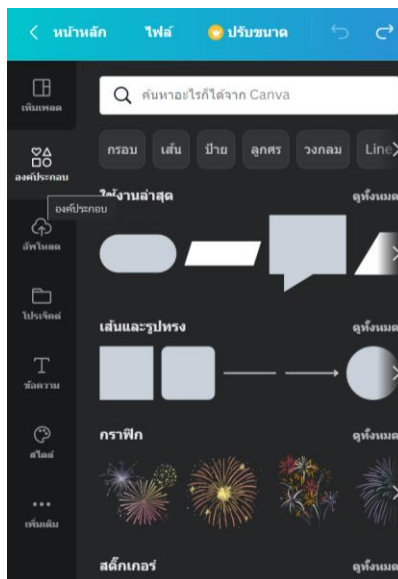 หน้าหลัก ไฟล์ ปรับขนาด
เท็มเพลต
ค้นหาอะไรก็ได้จาก Canva
องค์ประกอบ
กรอบ เส้น ป้าย ลูกศร วงกลม Line
องค์ประกอบ
ใช้งานล่าสุด ดูทั้งหมด
อัพโหลด
โปรเจ็คต์
เส้นและรูปทรง ดูทั้งหมด
ข้อความ
กราฟิก ดูทั้งหมด
สไตล์
เพิ่มเติม
สติ๊กเกอร์ ดูทั้งหมด